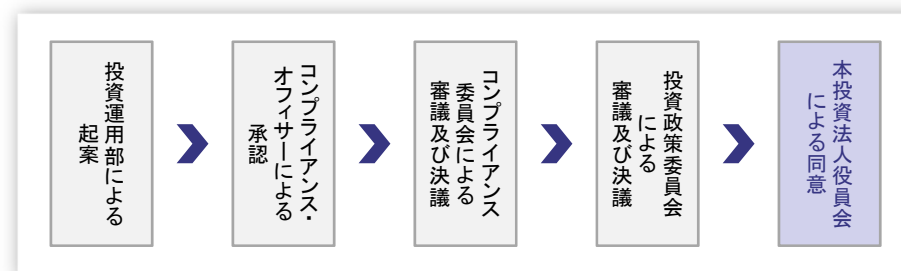 投資運用部による
起案
コンプライアンス・
オフィサーによる
承認
コンプライアンス
委員会による
審議及び決議
投資政策委員会
による
審議及び決議
本投資法人役員会
による同意